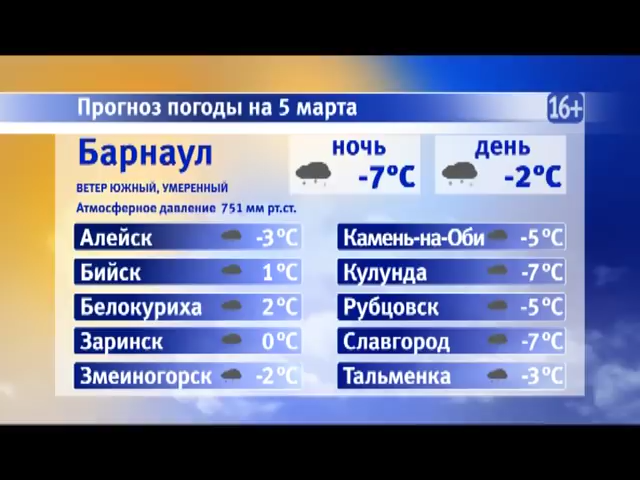 Прогноз погоды на 5 марта 16+
Барнаул
ВЕТЕР ЮЖНЫЙ, УМЕРЕННЫЙ
Атмосферное давление 751 мм рт.ст.
ночь
-7°C
день
-2°C
Алейск -3°C
Бийск 1°C
Белокуриха 2°C
Заринск 0°C
Змеиногорск -2°C
Камень-на-Оби -5°C
Кулунда -7°C
Рубцовск -5°C
Славгород -7°C
Тальменка -3°C